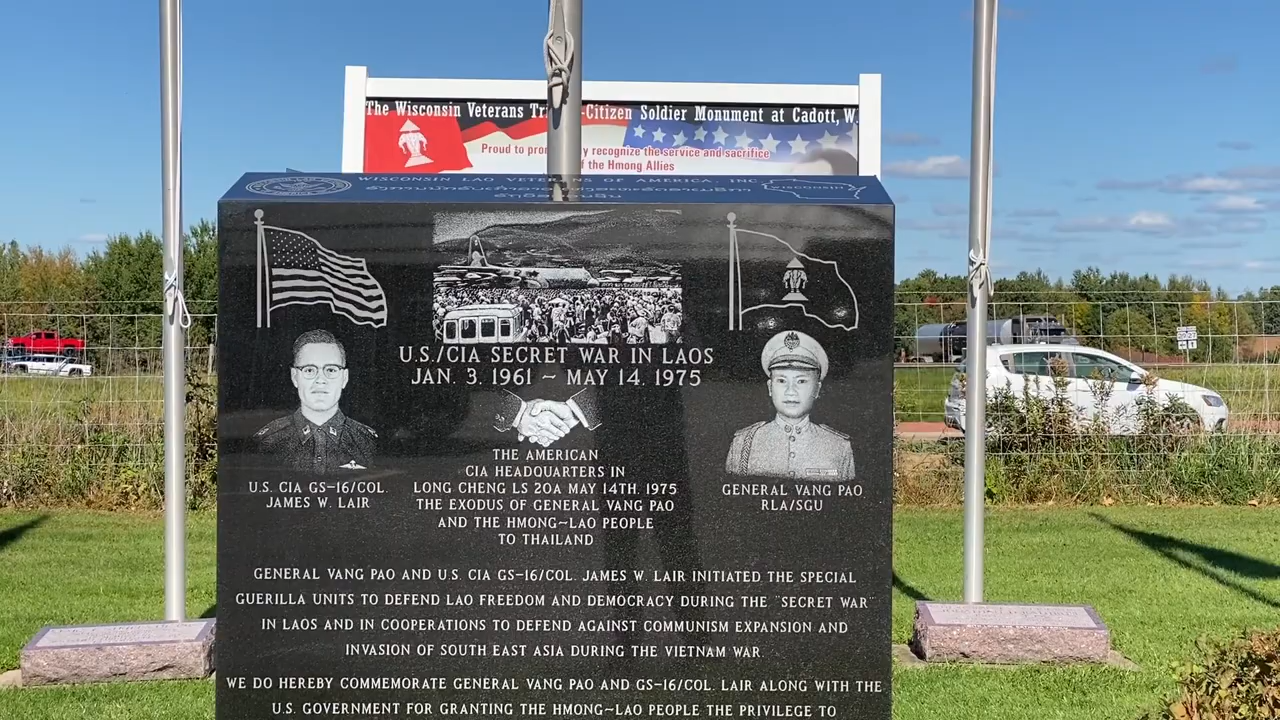 The Wisconsin Veterans Citizen Soldier Monument at Cadott,
Proud to recognize the service and sacrifice
of the Hmong Allies
WISCONSIN LAO VETERANS OF AMERICA, INC.
WISCONSIN
U.S./CIA SECRET WAR IN LAOS
JAN. 3, 1961 ~ MAY 14, 1975
THE AMERICAN
CIA HEADQUARTERS IN
LONG CHENG LS 20A MAY 14TH, 1975
THE EXODUS OF GENERAL VANG PAO
AND THE HMONG~LAO PEOPLE
TO THAILAND
U.S. CIA GS-16/COL.
JAMES W. LAIR
GENERAL VANG PAO
RLA/SGU
GENERAL VANG PAO AND U.S. CIA GS-16/COL. JAMES W. LAIR INITIATED THE SPECIAL
GUERILLA UNITS TO DEFEND LAO FREEDOM AND DEMOCRACY DURING THE "SECRET WAR"
IN LAOS AND IN COOPERATIONS TO DEFEND AGAINST COMMUNISM EXPANSION AND
INVASION OF SOUTH EAST ASIA DURING THE VIETNAM WAR.
WE DO HEREBY COMMEMORATE GENERAL VANG PAO AND GS-16/COL. LAIR ALONG WITH THE
U.S. GOVERNMENT FOR GRANTING THE HMONG~LAO PEOPLE THE PRIVILEGE TO